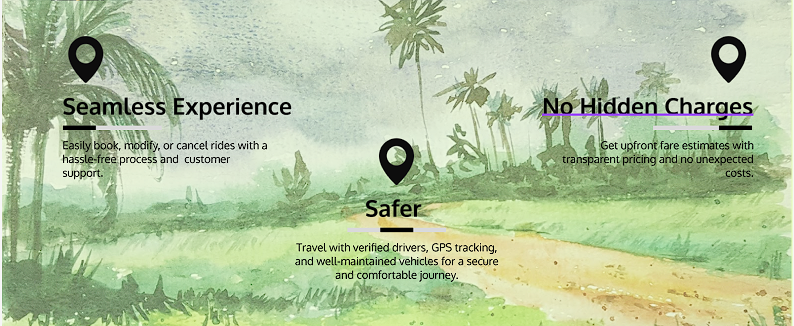 Seamless Experience
Easily book, modify, or cancel rides with a
hassle-free process and  customer
support.
No Hidden Charges
Get upfront fare estimates with
transparent pricing and no unexpected
costs.
Safer
Travel with verified drivers, GPS tracking,
and well-maintained vehicles for a secure
and comfortable journey.